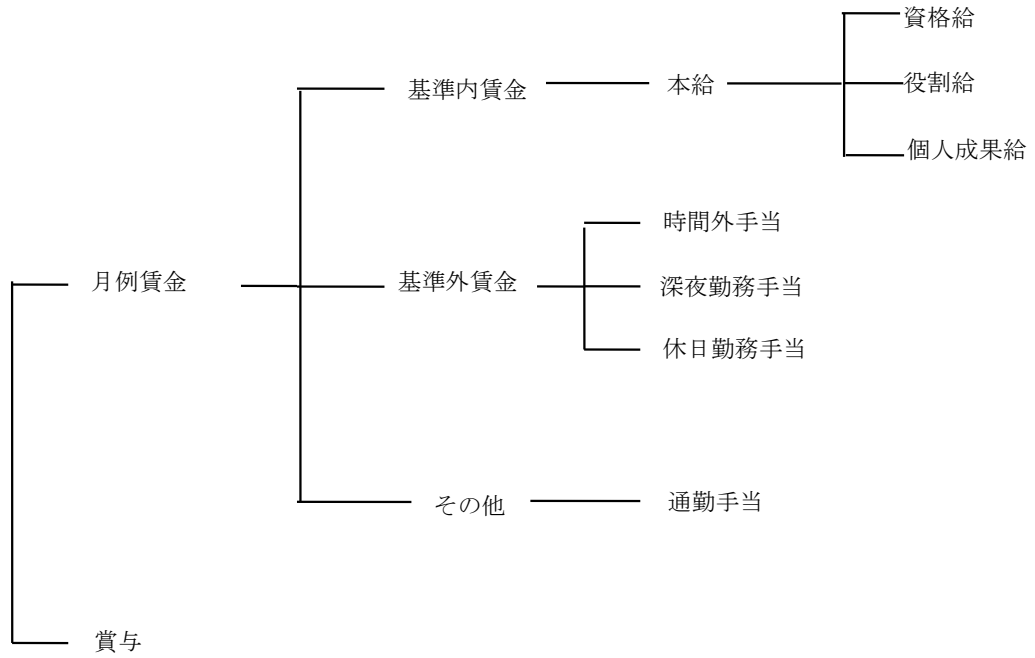 資格給
基準内賃金
本給
役割給
個人成果給
時間外手当
月例賃金
基準外賃金
深夜勤務手当
休日勤務手当
その他
通勤手当
賞与